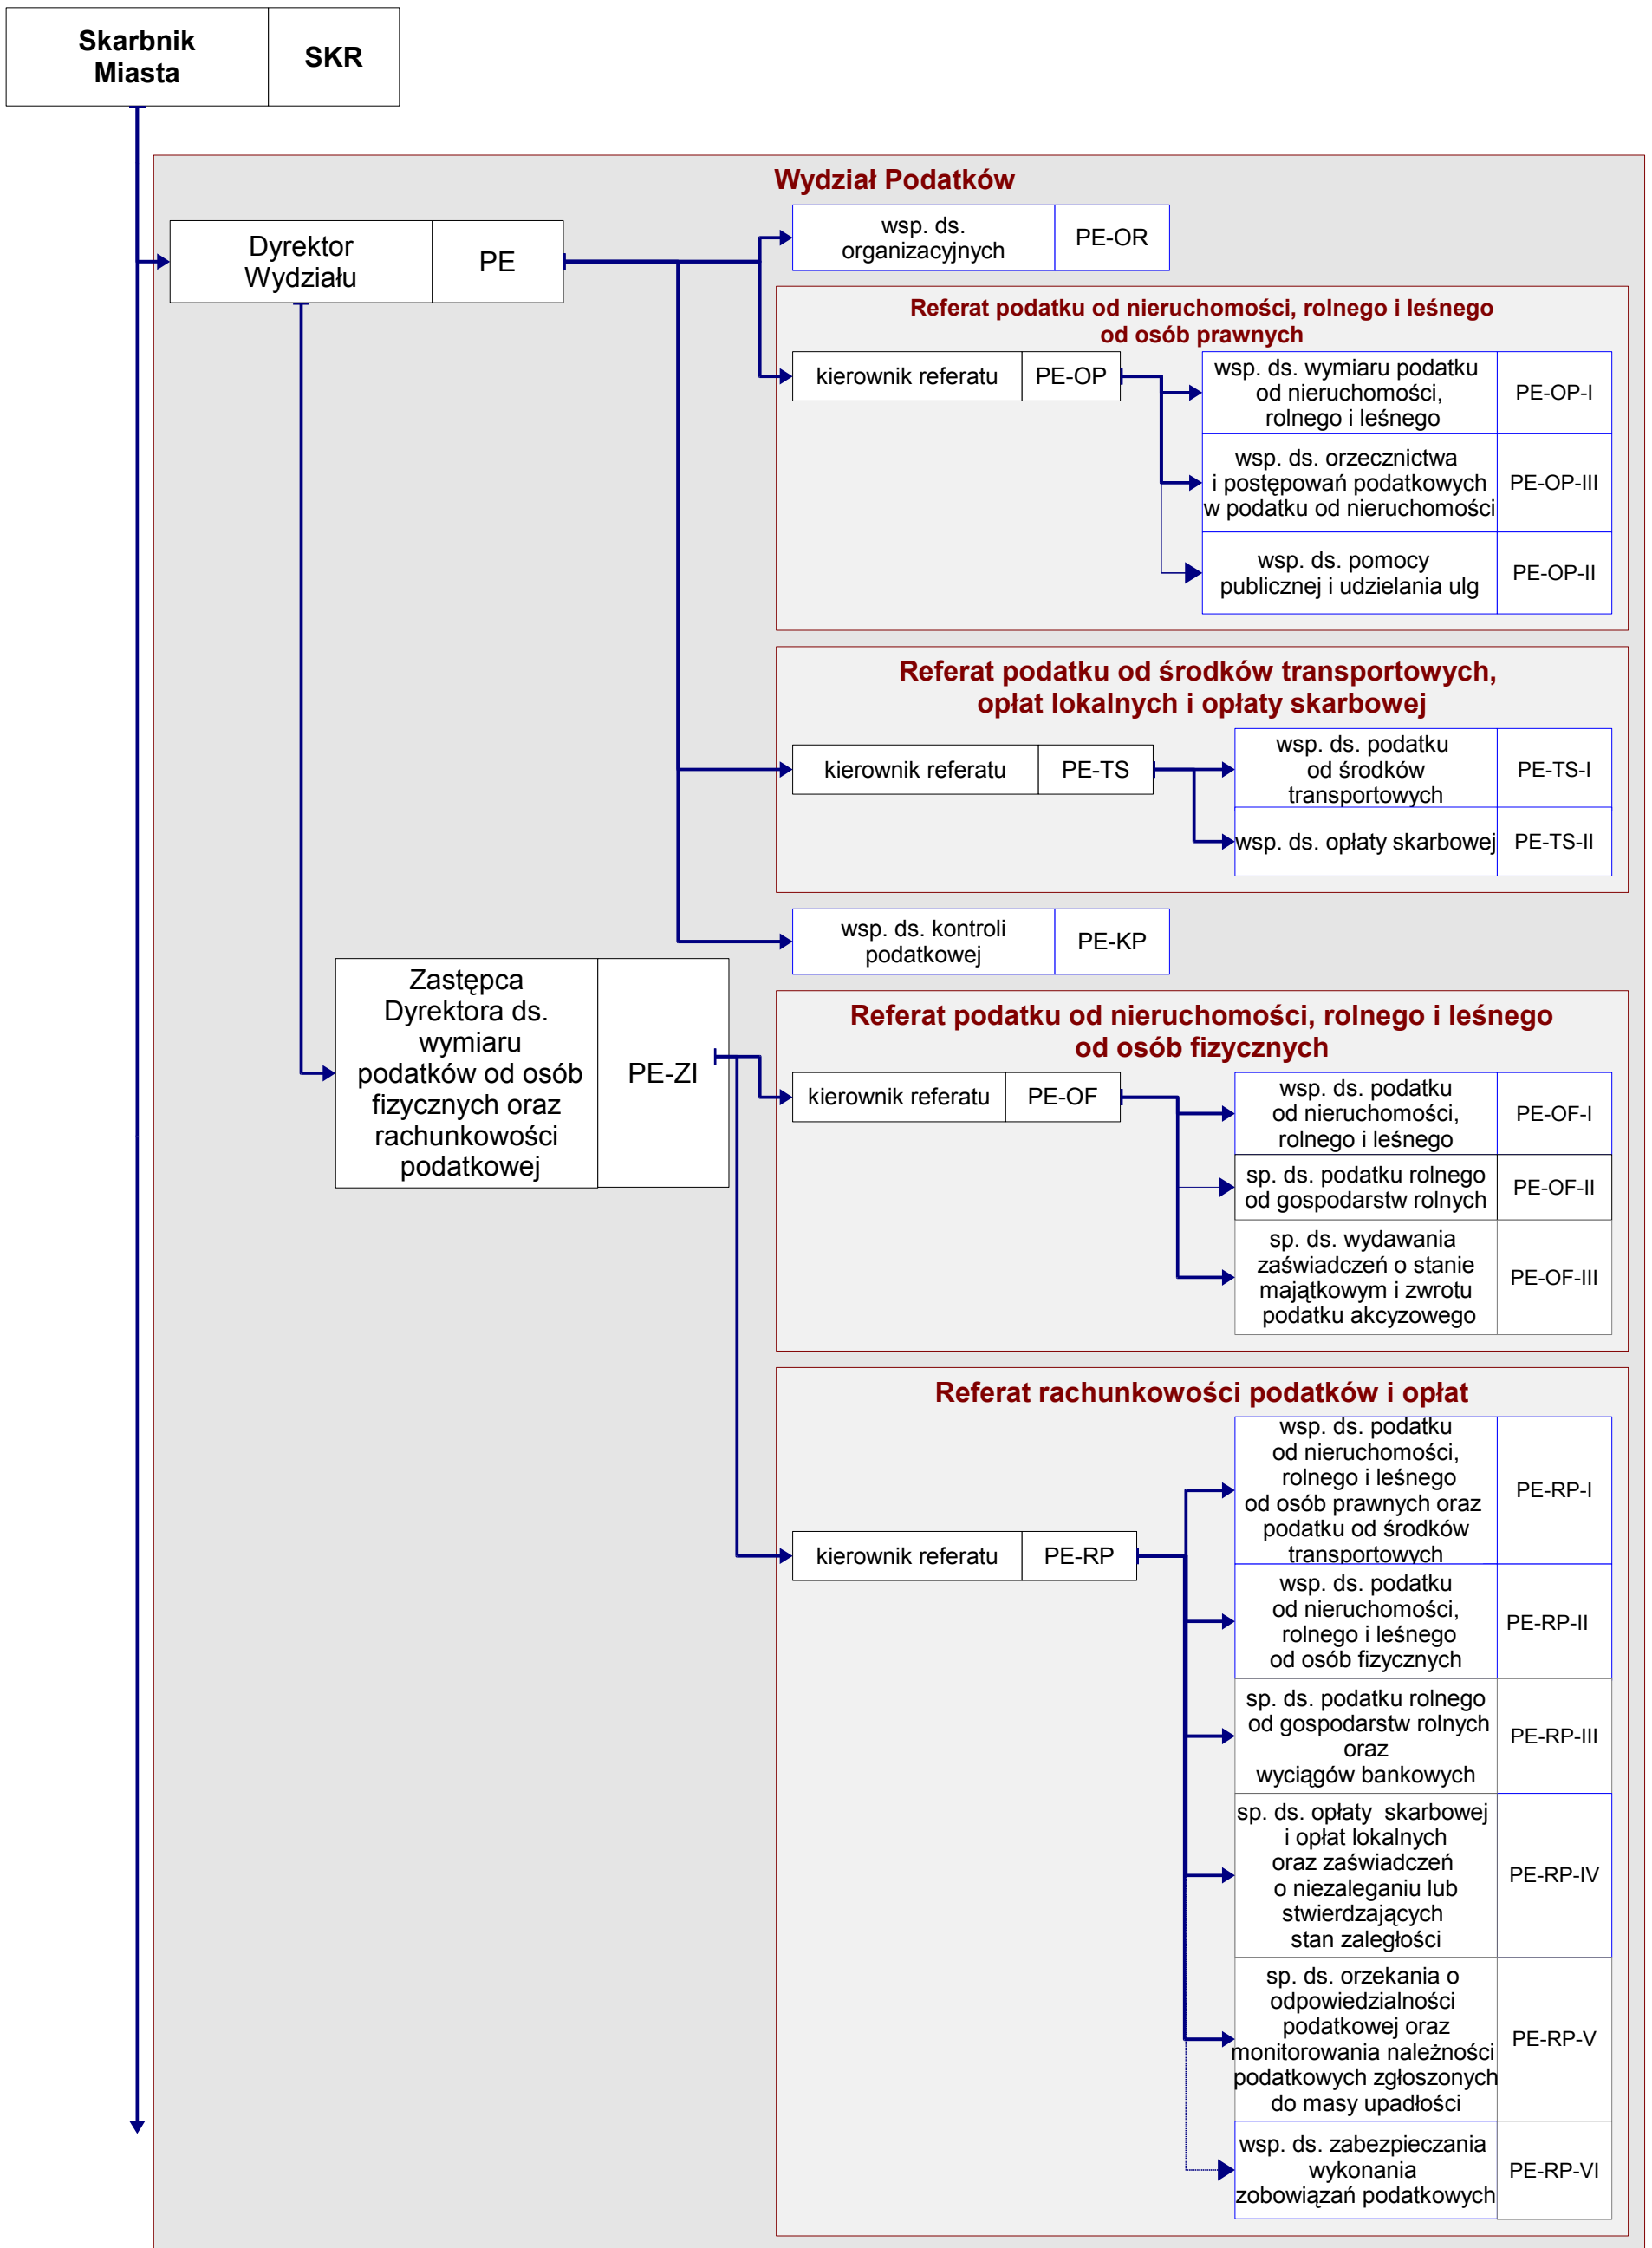 Skarbnik
Miasta
SKR
Wydział Podatków
Dyrektor
Wydziału
PE
wsp. ds.
organizacyjnych
PE-OR
Referat podatku od nieruchomości, rolnego i leśnego
od osób prawnych
kierownik referatu
PE-OP
wsp. ds. wymiaru podatku
od nieruchomości,
rolnego i leśnego
PE-OP-I
wsp. ds. orzecznictwa
i postępowań podatkowych
w podatku od nieruchomości
PE-OP-III
wsp. ds. pomocy
publicznej i udzielania ulg
PE-OP-II
Referat podatku od środków transportowych,
opłat lokalnych i opłaty skarbowej
kierownik referatu
PE-TS
wsp. ds. podatku
od środków
transportowych
PE-TS-I
wsp. ds. opłaty skarbowej
PE-TS-II
wsp. ds. kontroli
podatkowej
PE-KP
Zastępca
Dyrektora ds.
wymiaru
podatków od osób
fizycznych oraz
rachunkowości
podatkowej
PE-ZI
Referat podatku od nieruchomości, rolnego i leśnego
od osób fizycznych
kierownik referatu
PE-OF
wsp. ds. podatku
od nieruchomości,
rolnego i leśnego
PE-OF-I
sp. ds. podatku rolnego
od gospodarstw rolnych
PE-OF-II
sp. ds. wydawania
zaświadczeń o stanie
majątkowym i zwrotu
podatku akcyzowego
PE-OF-III
Referat rachunkowości podatków i opłat
kierownik referatu
PE-RP
wsp. ds. podatku
od nieruchomości,
rolnego i leśnego
od osób prawnych oraz
podatku od środków
transportowych
PE-RP-I
wsp. ds. podatku
od nieruchomości,
rolnego i leśnego
od osób fizycznych
PE-RP-II
sp. ds. podatku rolnego
od gospodarstw rolnych
oraz
wyciągów bankowych
PE-RP-III
sp. ds. opłaty skarbowej
i opłat lokalnych
oraz zaświadczeń
o niezaleganiu lub
stwierdzających
stan zaległości
PE-RP-IV
sp. ds. orzekania o
odpowiedzialności
podatkowej oraz
monitorowania należności
podatkowych zgłoszonych
do masy upadłości
PE-RP-V
wsp. ds. zabezpieczania
wykonania
zobowiązań podatkowych
PE-RP-VI